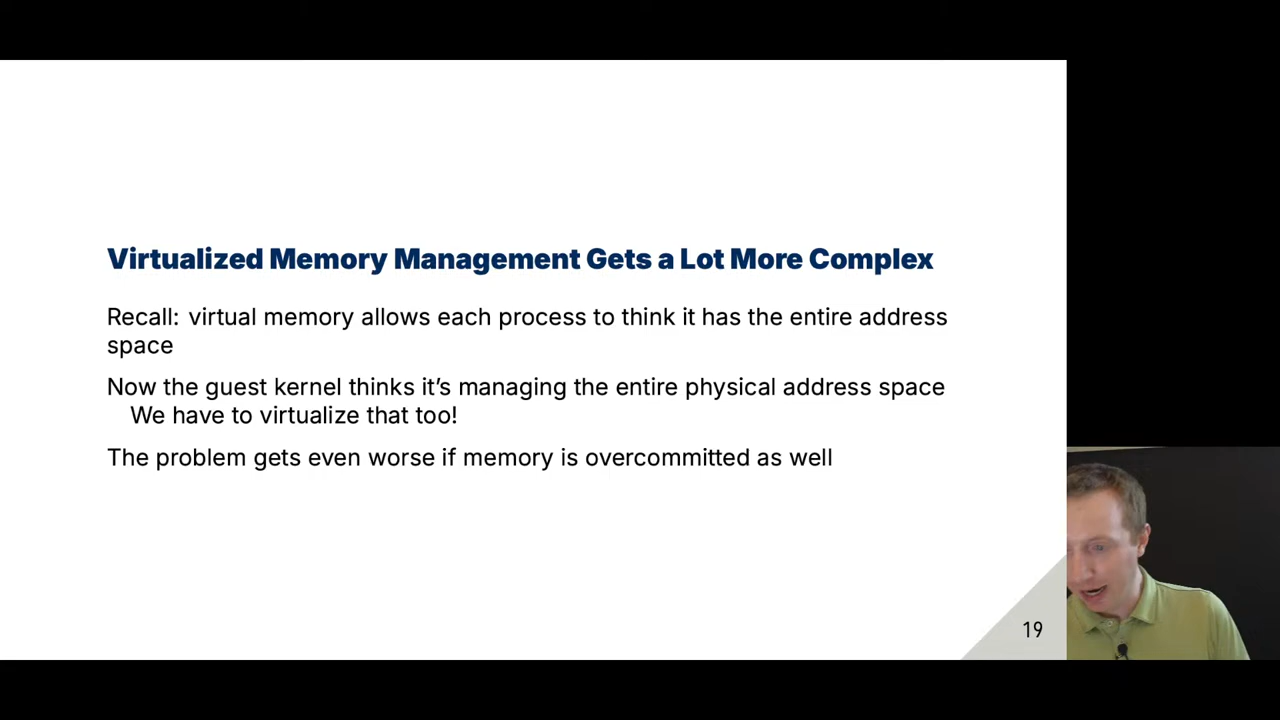 Virtualized Memory Management Gets a Lot More Complex
Recall: virtual memory allows each process to think it has the entire address
space
Now the guest kernel thinks it’s managing the entire physical address space
We have to virtualize that too!
The problem gets even worse if memory is overcommitted as well
19